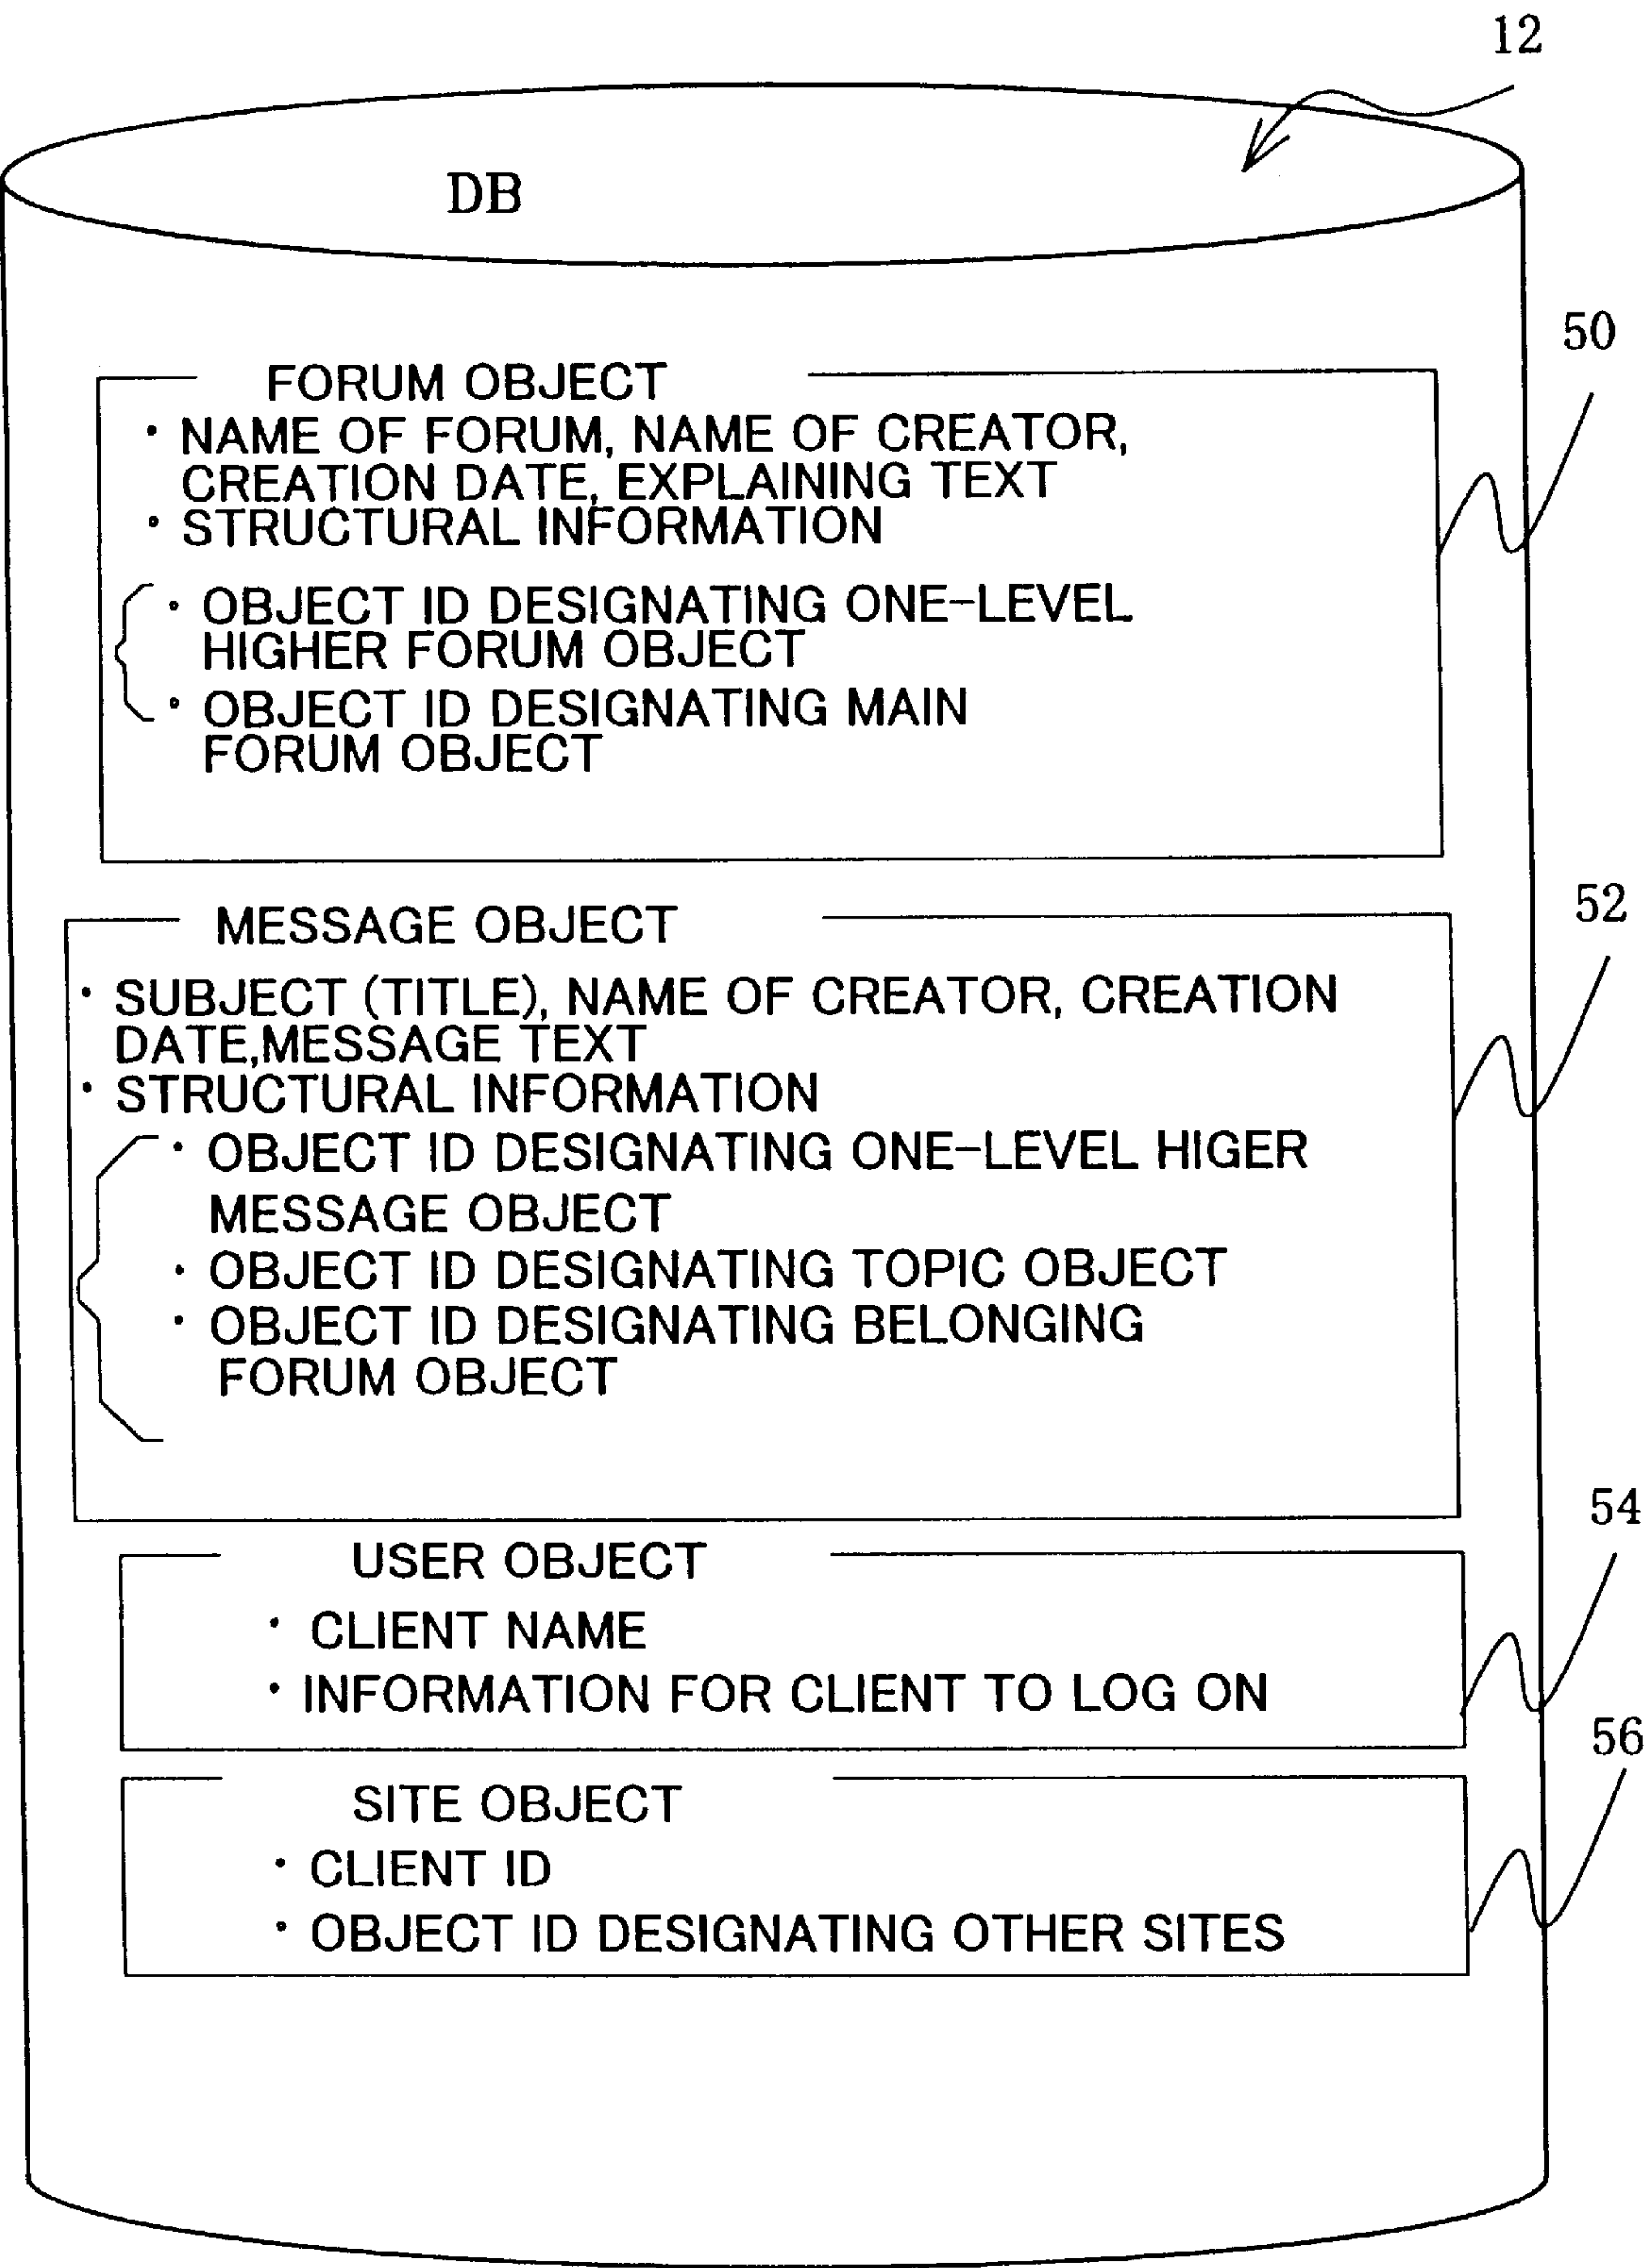 12
DB
50
FORUM OBJECT
· NAME OF FORUM, NAME OF CREATOR,
CREATION DATE, EXPLAINING TEXT
· STRUCTURAL INFORMATION
· OBJECT ID DESIGNATING ONE-LEVEL
HIGHER FORUM OBJECT
· OBJECT ID DESIGNATING MAIN
FORUM OBJECT
52
MESSAGE OBJECT
· SUBJECT (TITLE), NAME OF CREATOR, CREATION
DATE,MESSAGE TEXT
· STRUCTURAL INFORMATION
· OBJECT ID DESIGNATING ONE-LEVEL HIGER
MESSAGE OBJECT
· OBJECT ID DESIGNATING TOPIC OBJECT
· OBJECT ID DESIGNATING BELONGING
FORUM OBJECT
54
USER OBJECT
· CLIENT NAME
· INFORMATION FOR CLIENT TO LOG ON
56
SITE OBJECT
· CLIENT ID
· OBJECT ID DESIGNATING OTHER SITES